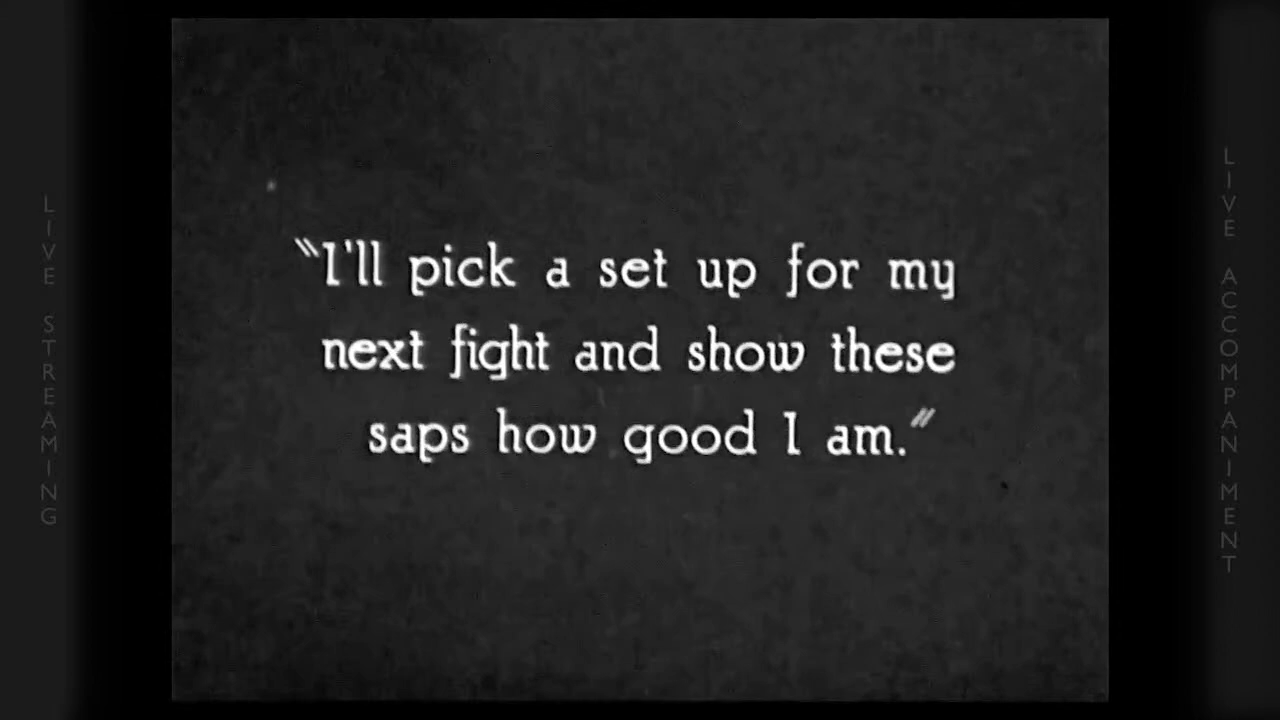 "I'll pick a set up for my
next fight and show these
saps how good I am."
LIVE STREAMING
LIVE ACCOMPANIMENT